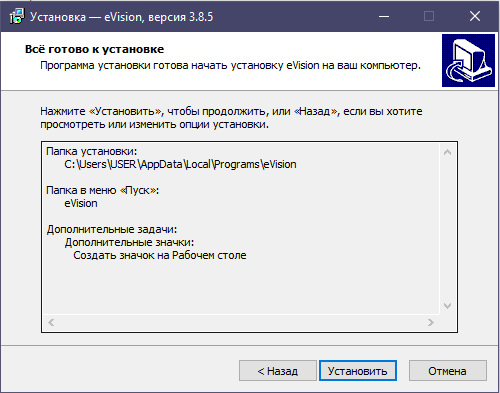 Установка — eVision, версия 3.8.5
Всё готово к установке
Программа установки готова начать установку eVision на ваш компьютер.
Нажмите «Установить», чтобы продолжить, или «Назад», если вы хотите
просмотреть или изменить опции установки.
Папка установки:
C:\Users\USER\AppData\Local\Programs\eVision
Папка в меню «Пуск»:
eVision
Дополнительные задачи:
Дополнительные значки:
Создать значок на Рабочем столе
< Назад
Установить
Отмена